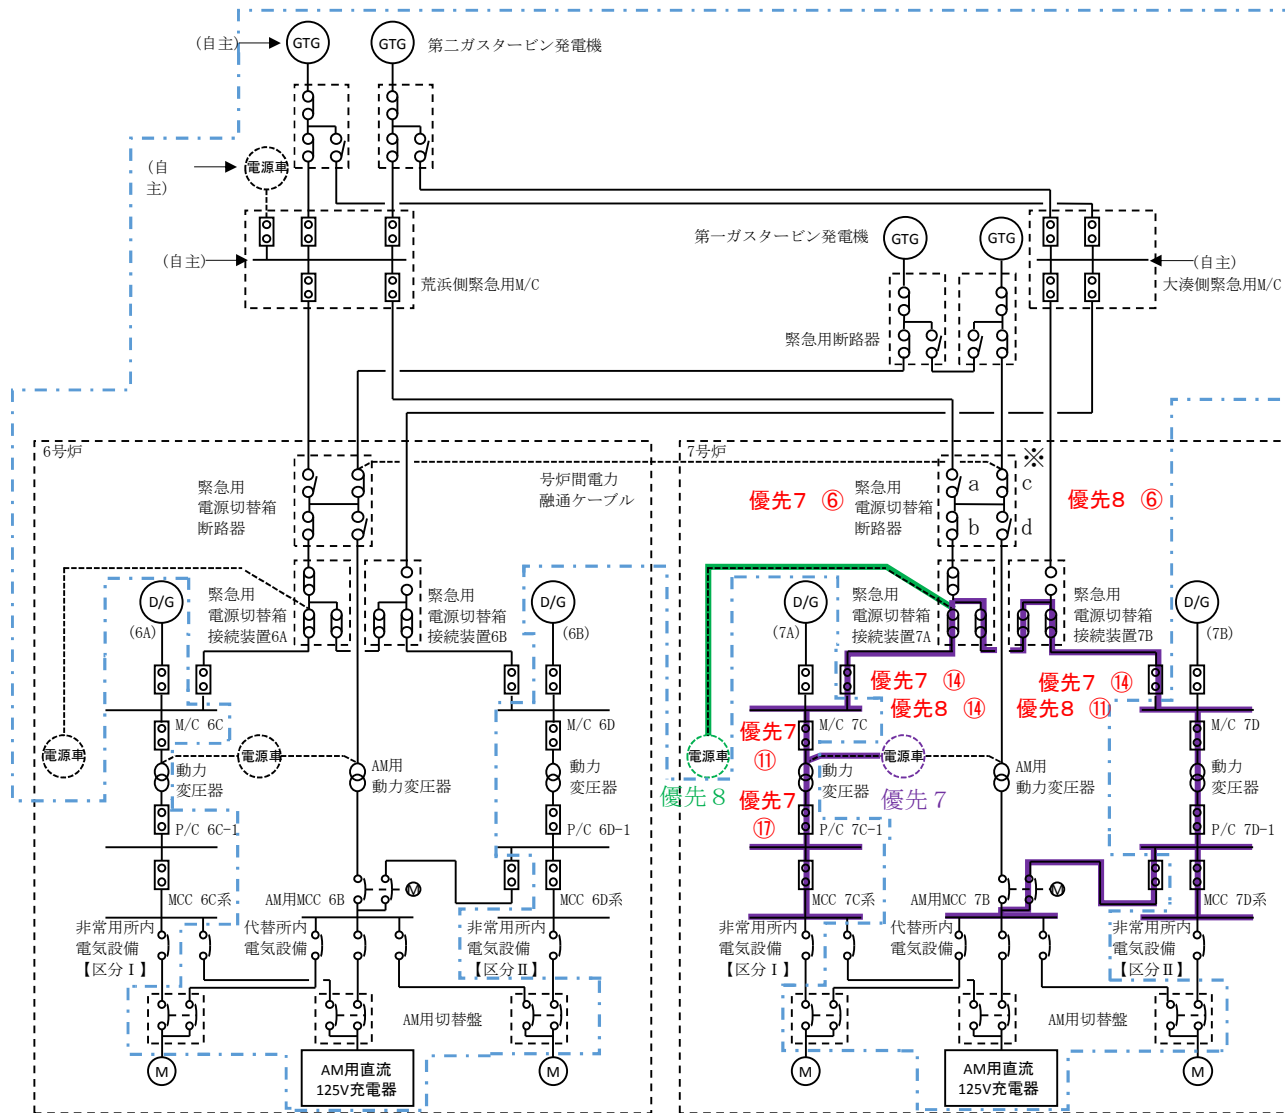 (自主)
GTG
GTG
第二ガスタービン発電機
(自
主)
電源車
(自主)
荒浜側緊急用M/C
第一ガスタービン発電機
GTG
GTG
(自主)
大湊側緊急用M/C
緊急用断路器
6号炉
緊急用
電源切替箱
断路器
号炉間電力
融通ケーブル
D/G
(6A)
緊急用
電源切替箱
接続装置6A
緊急用
電源切替箱
接続装置6B
D/G
(6B)
M/C 6C
M/C 6D
電源車
電源車
動力
変圧器
AM用
動力変圧器
動力
変圧器
P/C 6C-1
P/C 6D-1
MCC 6C系
AM用MCC 6B
M
MCC 6D系
非常用所内
電気設備
【区分Ⅰ】
代替所内
電気設備
非常用所内
電気設備
【区分Ⅱ】
AM用切替盤
M
AM用直流
125V充電器
M
7号炉
※
優先7 ⑥
緊急用
電源切替箱
断路器
a
c
b
d
優先8 ⑥
D/G
(7A)
緊急用
電源切替箱
接続装置7A
緊急用
電源切替箱
接続装置7B
D/G
(7B)
優先7 ⑭
優先8 ⑭
優先7 ⑭
優先8 ⑪
M/C 7C
M/C 7D
優先7
⑪
電源車
優先8
電源車
優先7
動力
変圧器
AM用
動力変圧器
動力
変圧器
優先7
⑰
P/C 7C-1
P/C 7D-1
MCC 7C系
AM用MCC 7B
M
MCC 7D系
非常用所内
電気設備
【区分Ⅰ】
代替所内
電気設備
非常用所内
電気設備
【区分Ⅱ】
AM用切替盤
M
AM用直流
125V充電器
M